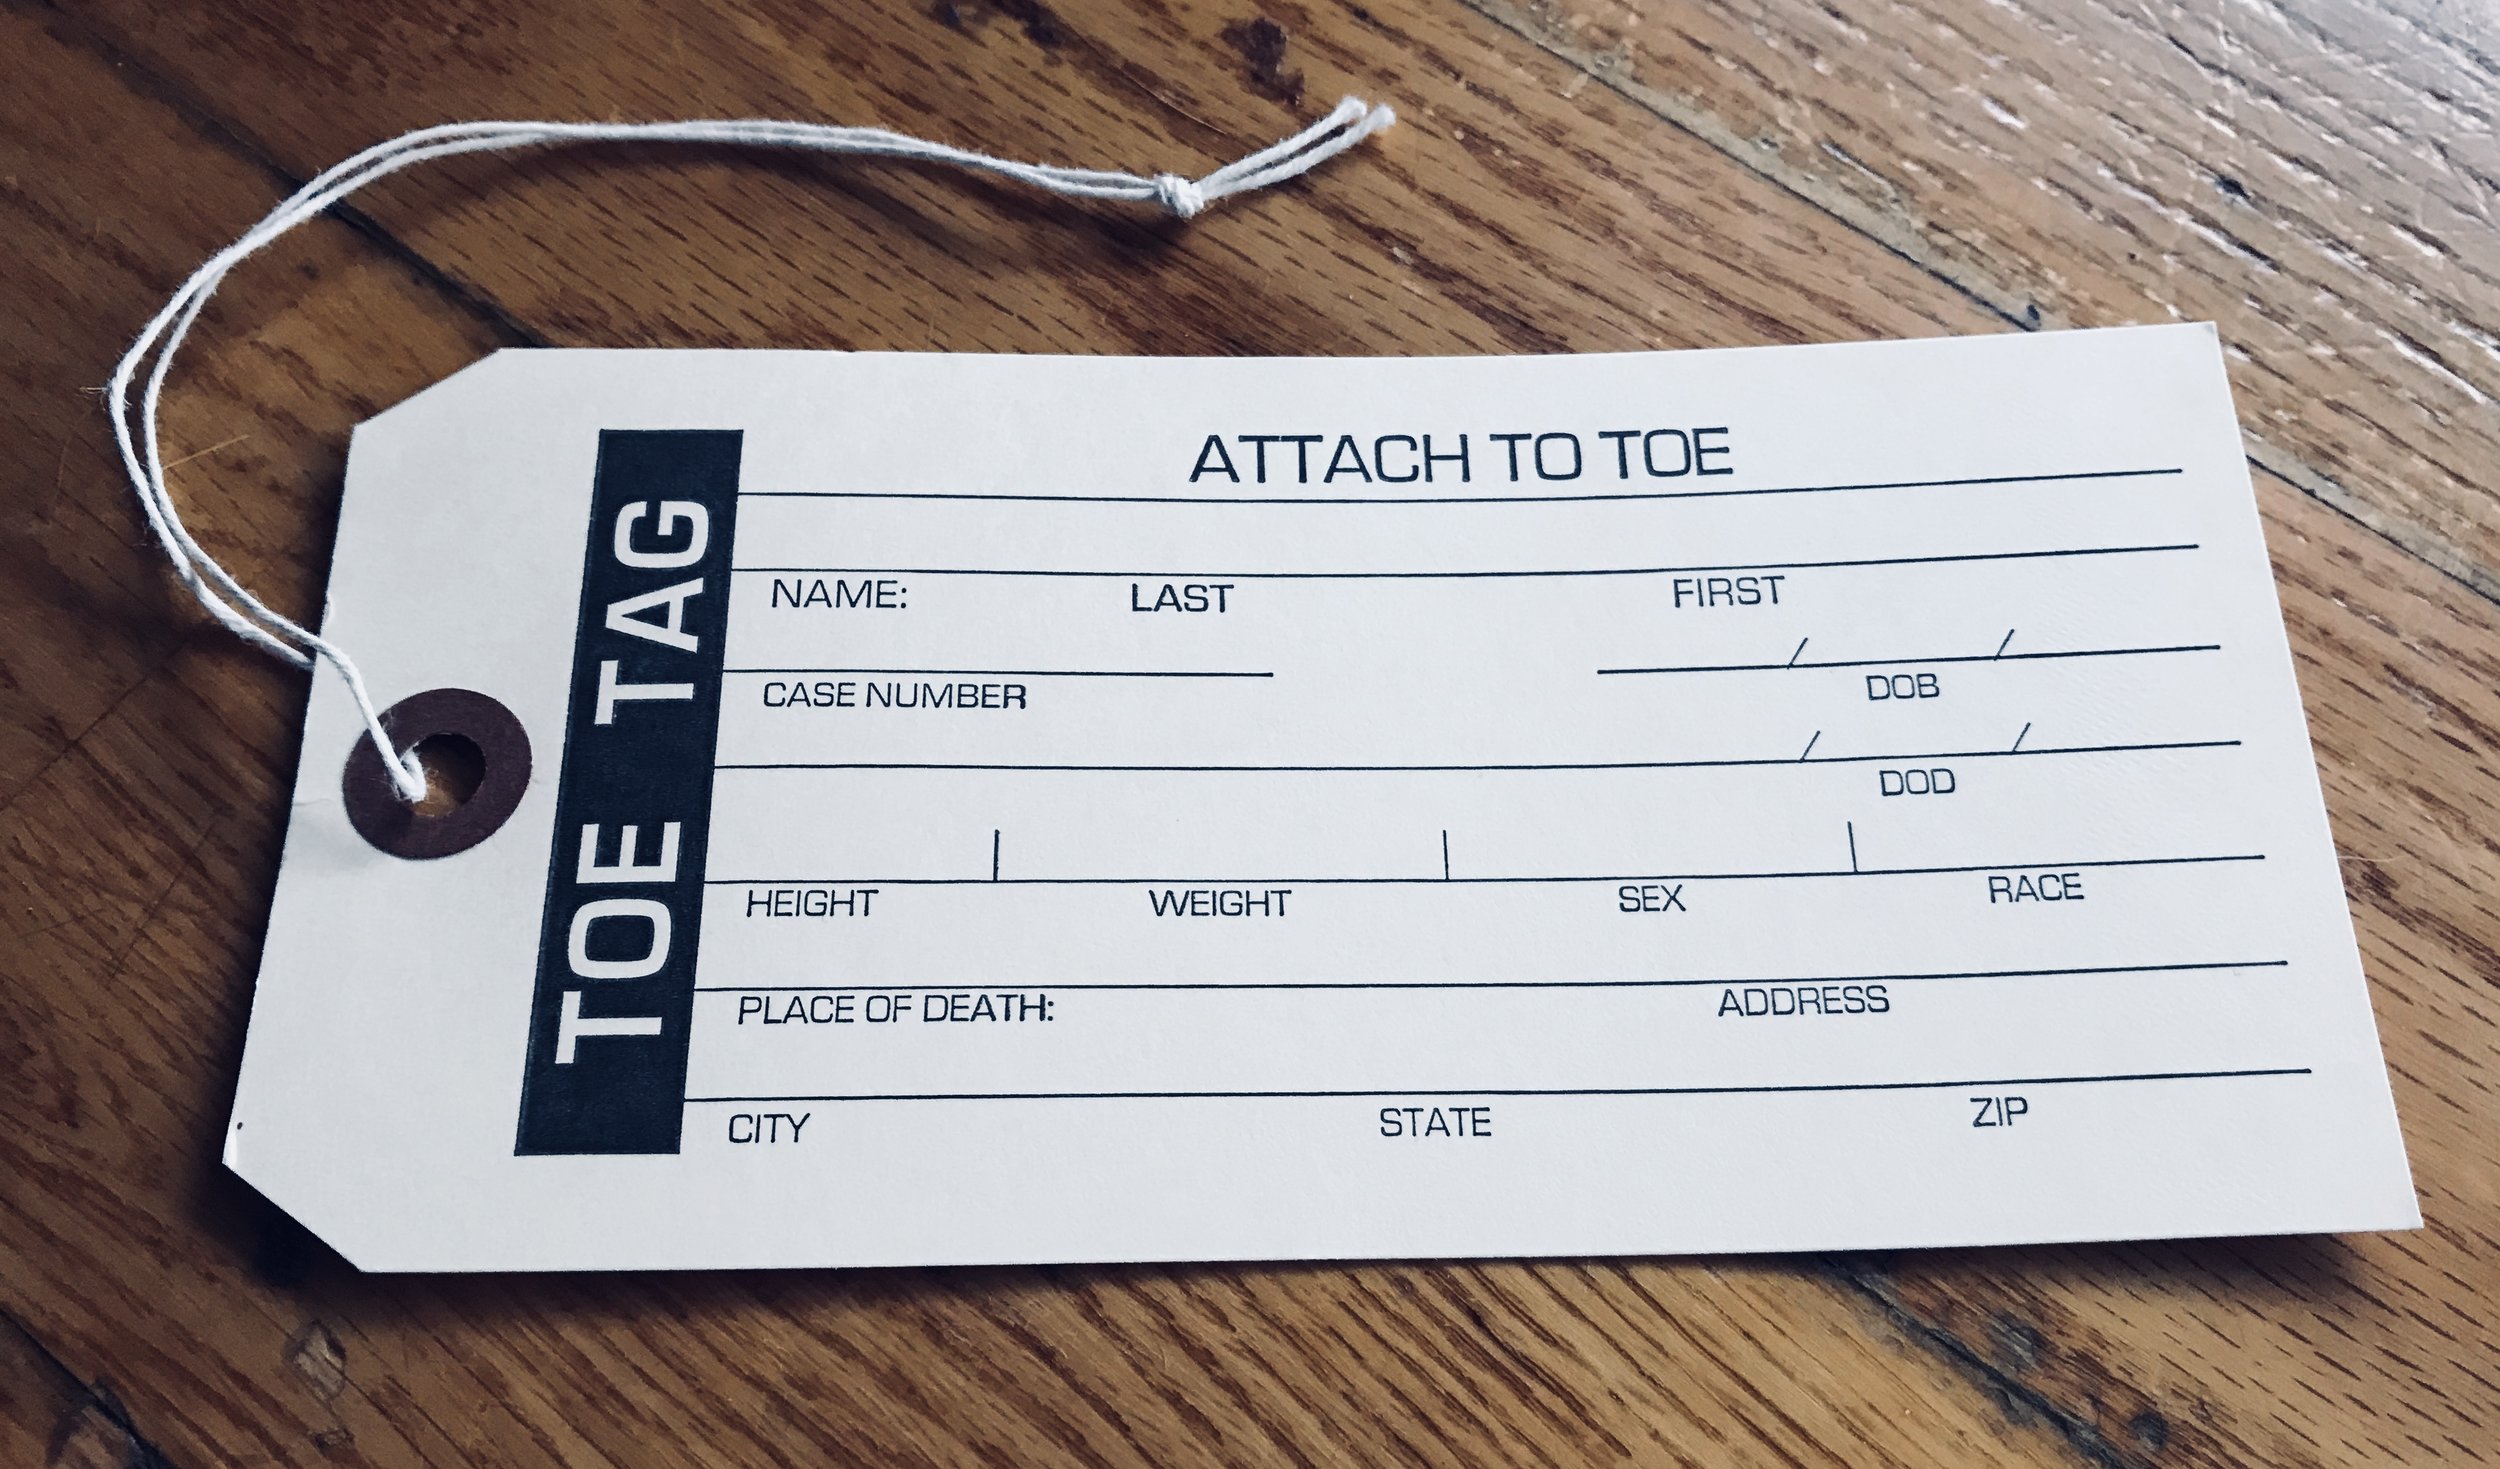 TOE TAG
ATTACH TO TOE
NAME: LAST FIRST
CASE NUMBER DOB
/ /
DOD
/ /
HEIGHT WEIGHT SEX RACE
PLACE OF DEATH: ADDRESS
CITY STATE ZIP